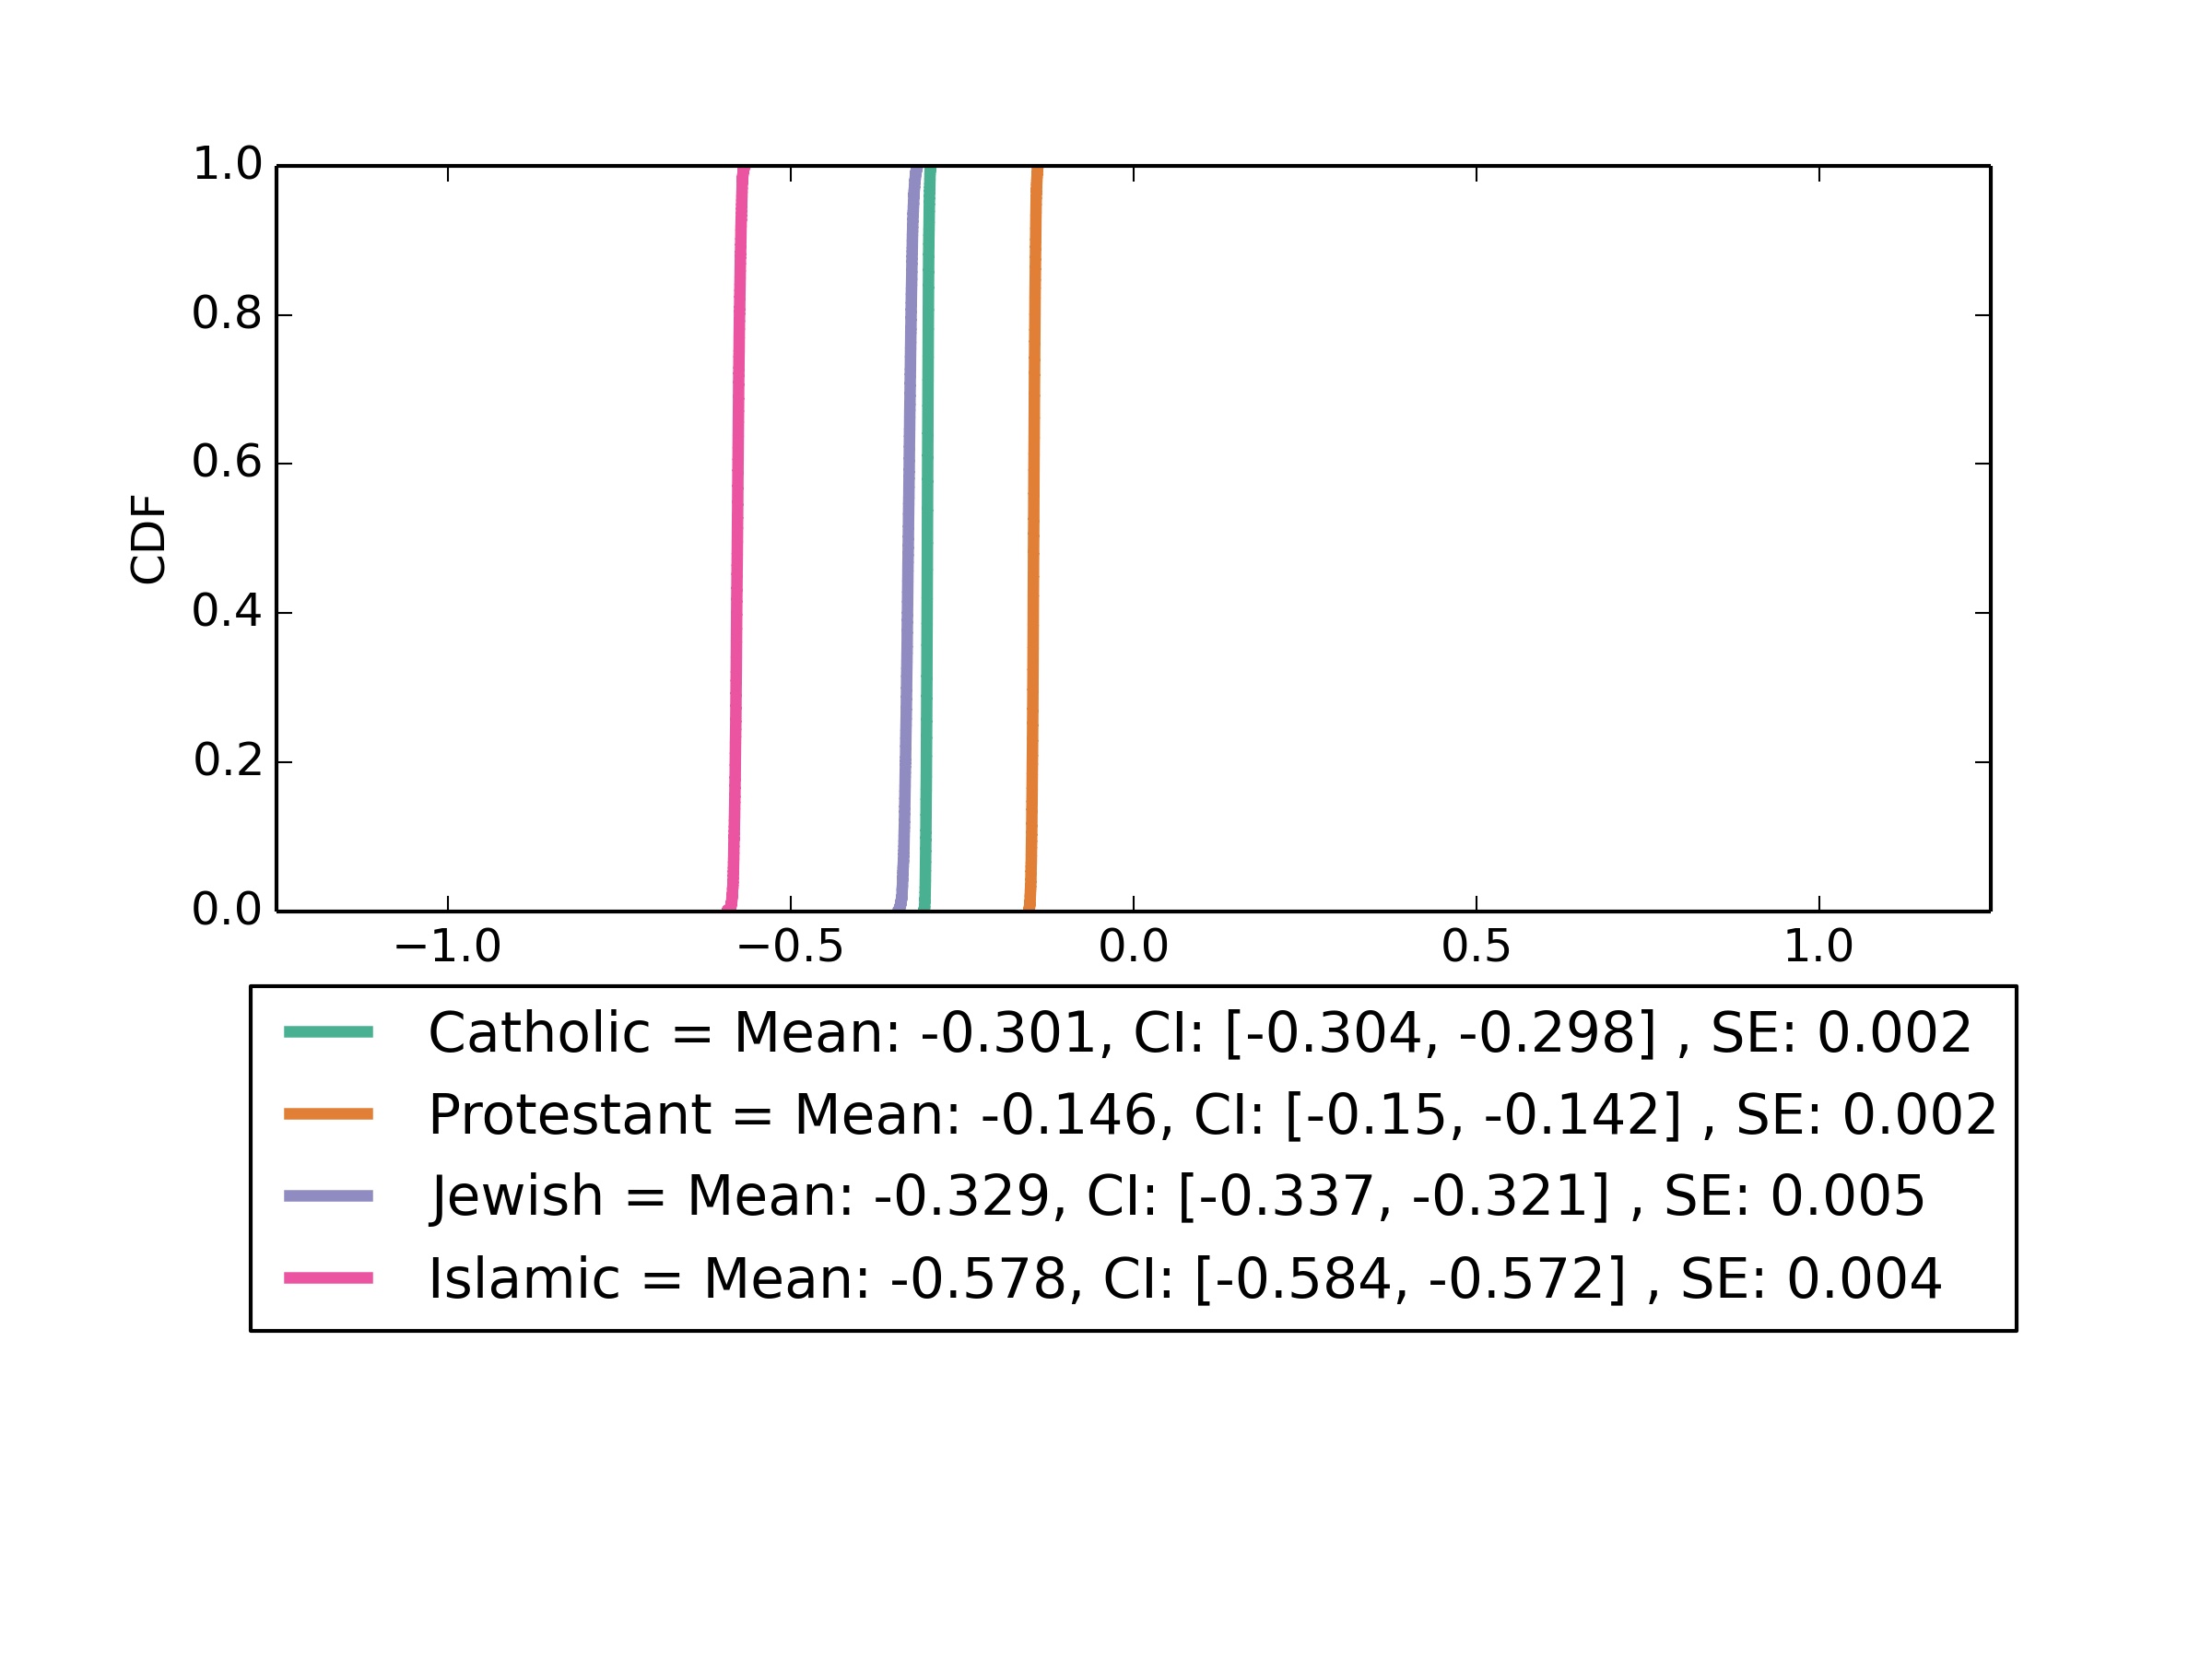 1.0
0.8
0.6
0.4
0.2
0.0
CDF
−1.0 −0.5 0.0 0.5 1.0
Catholic = Mean: -0.301, CI: [-0.304, -0.298] , SE: 0.002
Protestant = Mean: -0.146, CI: [-0.15, -0.142] , SE: 0.002
Jewish = Mean: -0.329, CI: [-0.337, -0.321] , SE: 0.005
Islamic = Mean: -0.578, CI: [-0.584, -0.572] , SE: 0.004